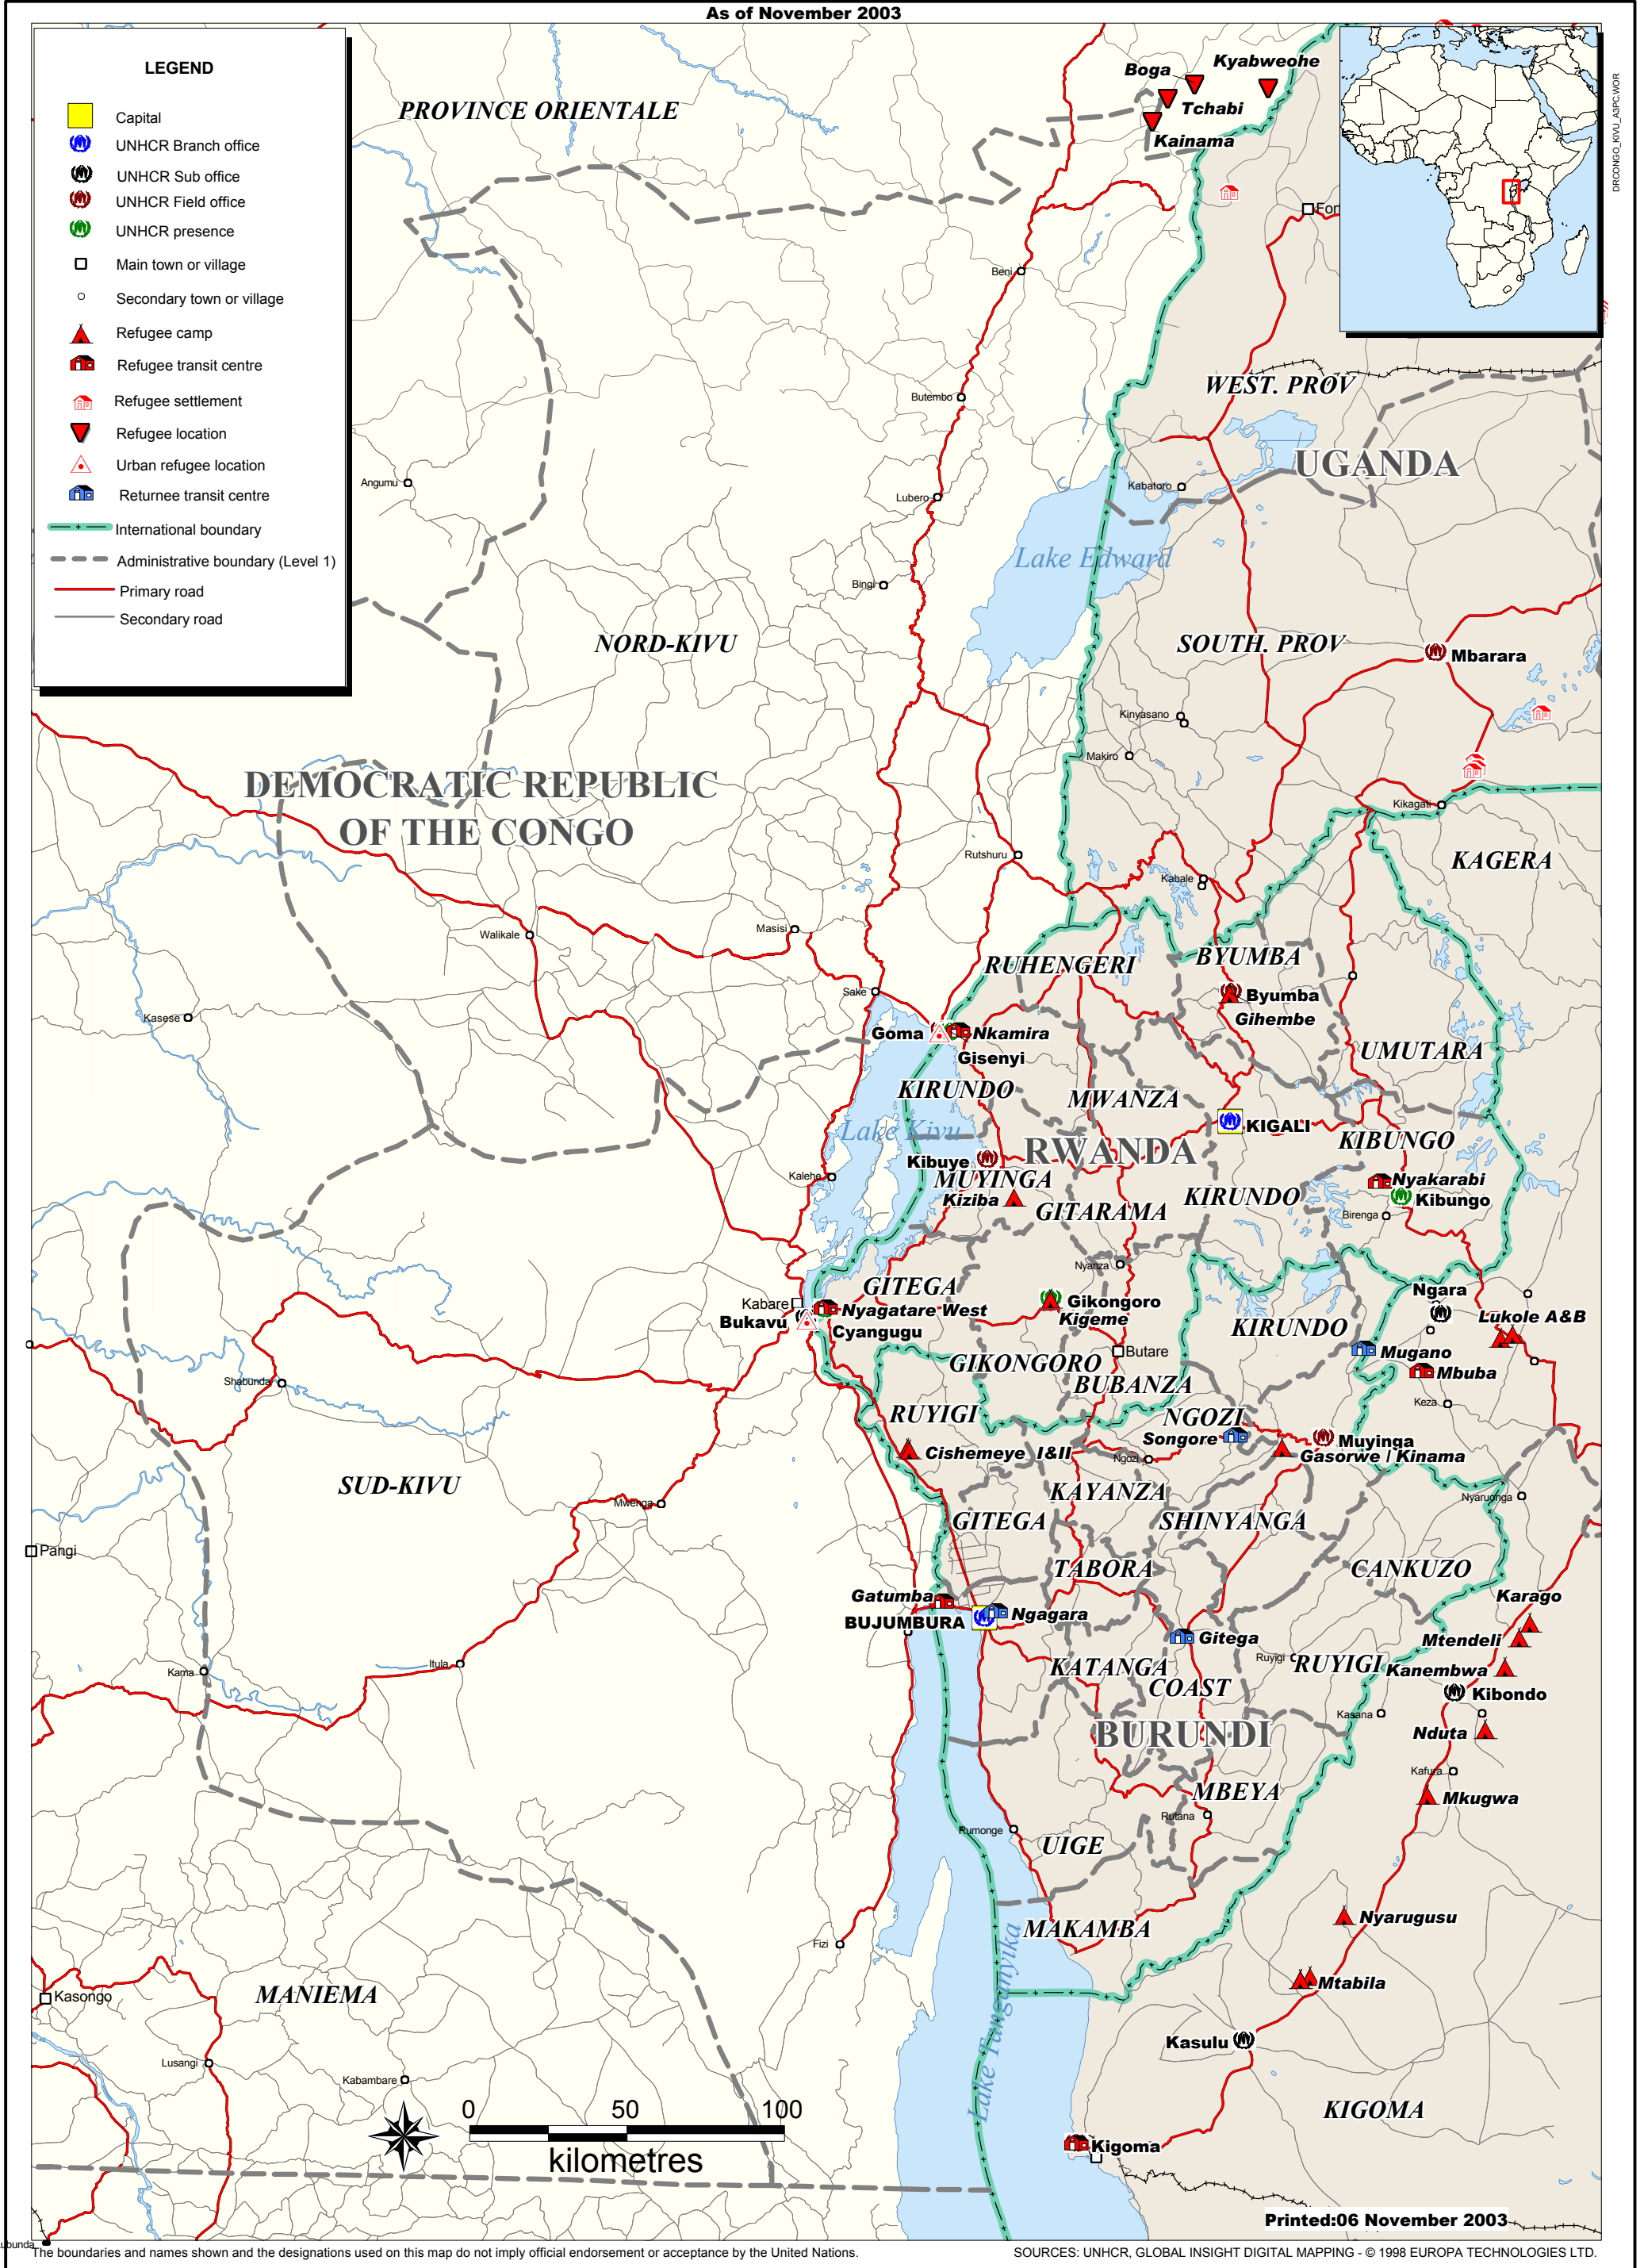 As of November 2003
LEGEND
Capital
UNHCR Branch office
UNHCR Sub office
UNHCR Field office
UNHCR presence
Main town or village
Secondary town or village
Refugee camp
Refugee transit centre
Refugee settlement
Refugee location
Urban refugee location
Returnee transit centre
International boundary
Administrative boundary (Level 1)
Primary road
Secondary road
DRCONGO_KIVU_A3PC.WOR
PROVINCE ORIENTALE
Boga
Kyabweohe
Tchabi
Kainama
For
Beni
WEST. PROV
Butembo
UGANDA
Angumu
Kabatoro
Lubero
Lake Edward
Bingi
NORD-KIVU
SOUTH. PROV
Mbarara
Kinyasano
Makiro
DEMOCRATIC REPUBLIC
OF THE CONGO
Kikagati
Rutshuru
KAGERA
Kabale
Walikale
Masisi
RUHENGERI
BYUMBA
Sake
Byumba
Gihembe
Kasese
Goma
Nkamira
Gisenyi
UMUTARA
KIRUNDO
MWANZA
Lake Kivu
KIGALI
KIBUNGO
RWANDA
Kibuye
MUYINGA
Kalehe
Kiziba
Nyakarabi
KIRUNDO
Kibungo
GITARAMA
Birenga
Nyanza
GITEGA
Ngara
Kabare
Nyagatare West
Gikongoro
Kigeme
Bukavu
Cyangugu
KIRUNDO
Lukole A&B
Butare
Mugano
GIKONGORO
Mbuba
Shabunda
BUBANZA
Keza
RUYIGI
NGOZI
Songore
Muyinga
Cishemeye I&II
Gasorwe / Kinama
Ngozi
SUD-KIVU
KAYANZA
Nyaruonga
Mwenga
GITEGA
SHINYANGA
Pangi
TABORA
CANKUZO
Gatumba
Karago
BUJUMBURA
Ngagara
Gitega
Mtendeli
Itula
Ruyigi
RUYIGI
Kama
KATANGA
Kanembwa
COAST
Kibondo
Kasana
BURUNDI
Nduta
Kafura
MBEYA
Mkugwa
Rutana
Rumonge
UIGE
Nyarugusu
MAKAMBA
Fizi
Lake Tanganyika
Mtabila
MANIEMA
Kasongo
Kasulu
Lusangi
Kabambare
KIGOMA
0 50 100
kilometres
Kigoma
Printed:06 November 2003
The boundaries and names shown and the designations used on this map do not imply official endorsement or acceptance by the United Nations.
SOURCES: UNHCR, GLOBAL INSIGHT DIGITAL MAPPING - © 1998 EUROPA TECHNOLOGIES LTD.